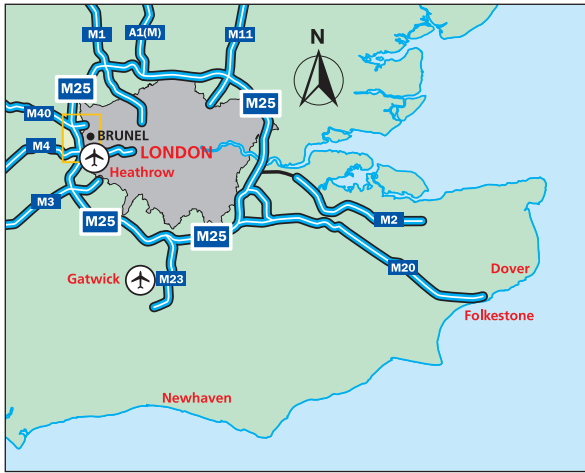 M1
A1(M)
M11
N
M25
M25
M40
BRUNEL
M4
LONDON
Heathrow
M3
M25
M25
M2
Gatwick
M23
M20
Dover
Folkestone
Newhaven